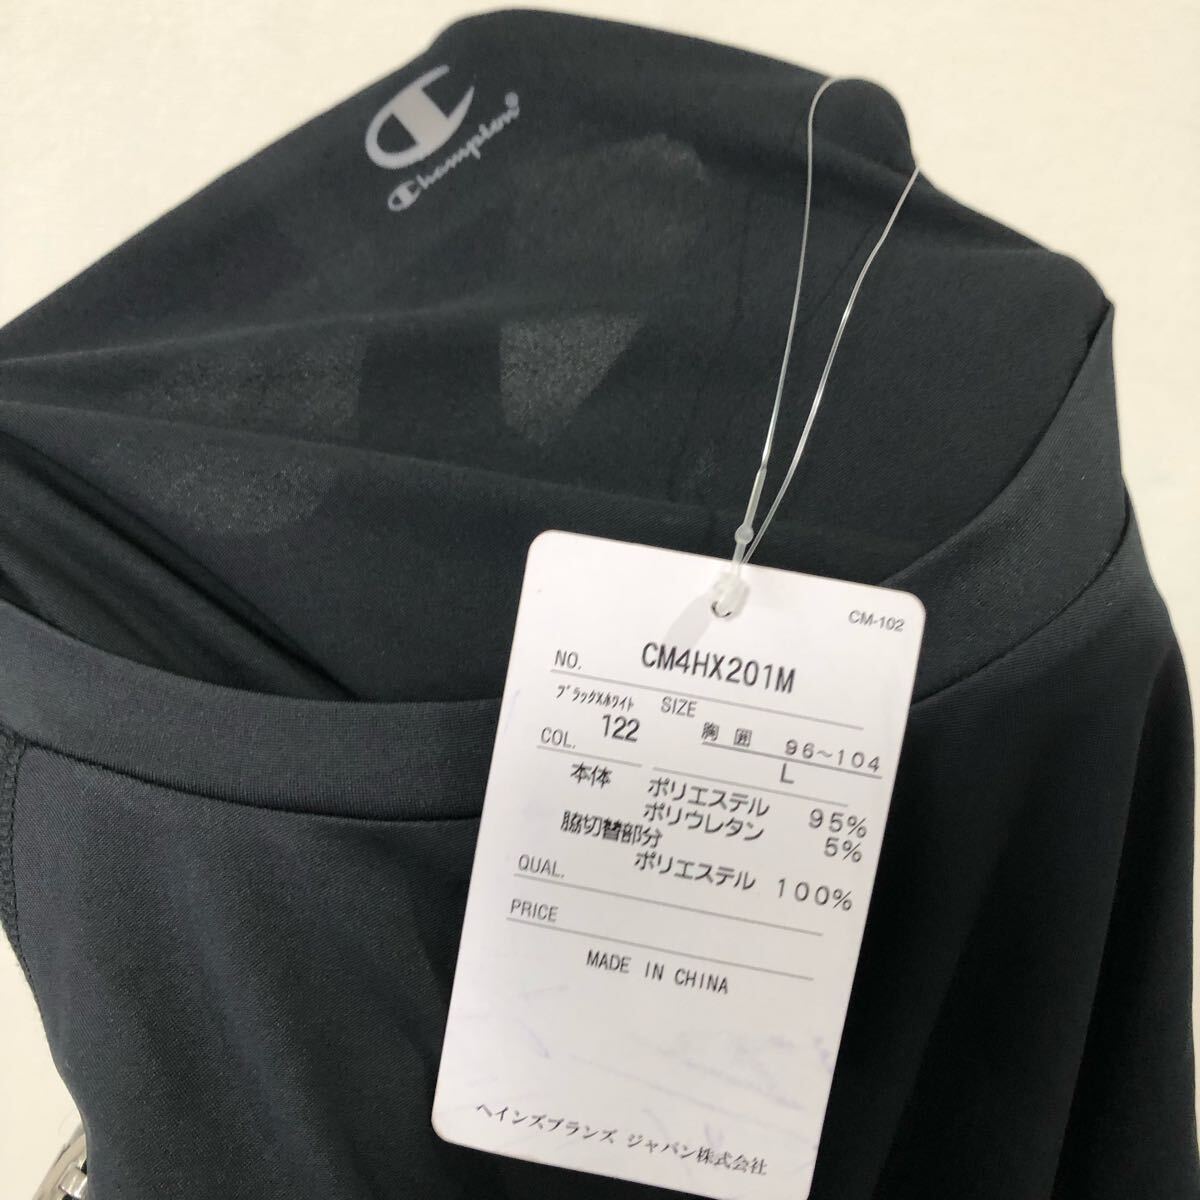 Champion
CM-102
NO. CM4HX201M
ブラックXホワイト
SIZE
COL. 122
胸囲 96~104
L
本体 ポリエステル 95%
ポリウレタン 5%
脇切替部分
ポリエステル 100%
QUAL.
PRICE
MADE IN CHINA
ヘインズブランズ ジャパン株式会社